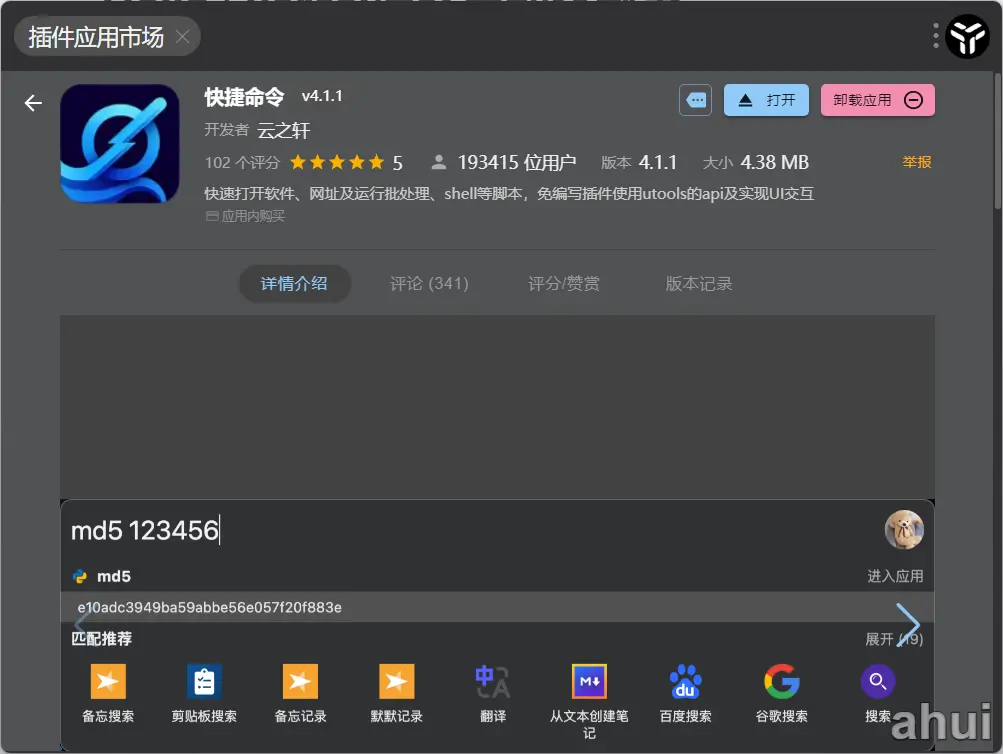 插件应用市场
快捷命令 v4.1.1
打开
卸载应用
开发者 云之轩
102 个评分 5 193415 位用户 版本 4.1.1 大小 4.38 MB 举报
快速打开软件、网址及运行批处理、shell等脚本，免编写插件使用utools的api及实现UI交互
应用内购买
详情介绍 评论 (341) 评分/赞赏 版本记录
md5 123456
md5 进入应用
e10adc3949ba59abbe56e057f20f883e
匹配推荐 展开 (19)
M
du
备忘搜索 剪贴板搜索 备忘记录 默默记录 翻译 从文本创建笔记 百度搜索 谷歌搜索 搜索
ahui